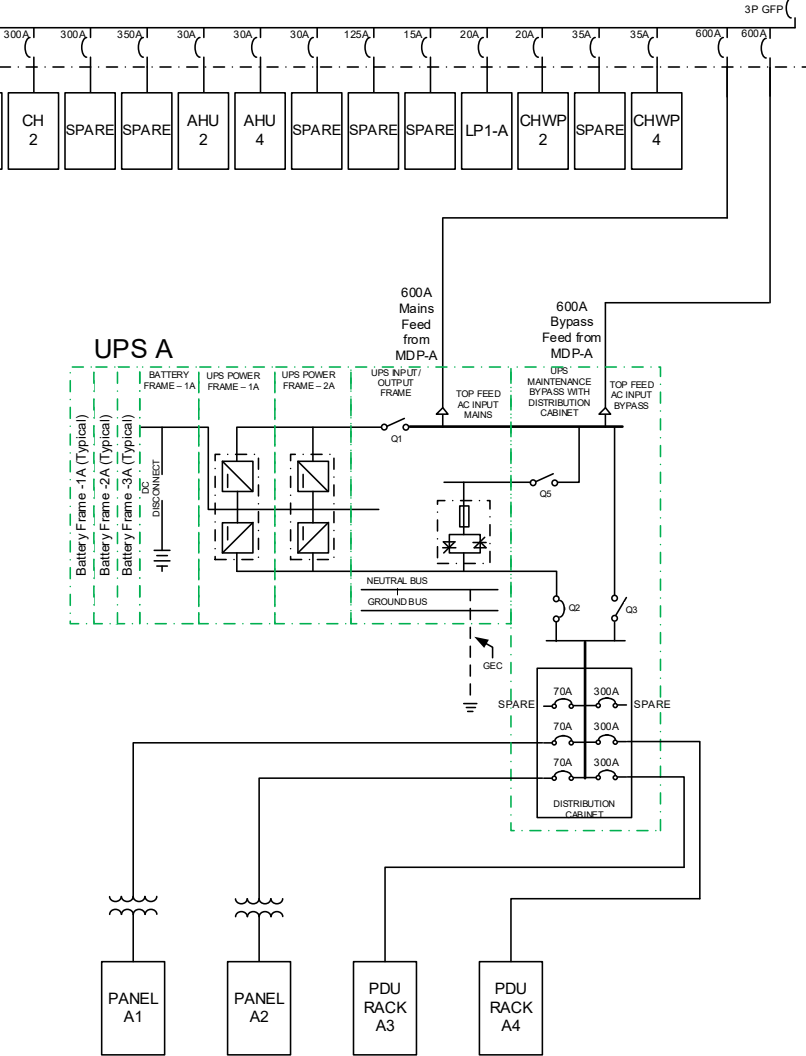 3P GFP
300A
300A
350A
30A
30A
30A
125A
15A
20A
20A
35A
35A
600A
600A
CH
2
SPARE
SPARE
AHU
2
AHU
4
SPARE
SPARE
SPARE
LP1-A
CHWP
2
SPARE
CHWP
4
600A
Mains
Feed
from
MDP-A
600A
Bypass
Feed from
MDP-A
UPS A
BATTERY
FRAME – 1A
UPS POWER
FRAME – 1A
UPS POWER
FRAME – 2A
UPS INPUT/
OUTPUT
FRAME
TOP FEED
AC INPUT
MAINS
UPS
MAINTENANCE
BYPASS WITH
DISTRIBUTION
CABINET
TOP FEED
AC INPUT
BYPASS
Battery Frame -1A (Typical)
Battery Frame -2A (Typical)
Battery Frame -3A (Typical)
DC
DISCONNECT
Q1
Q5
NEUTRAL BUS
GROUND BUS
Q2
Q3
GEC
SPARE
70A
300A
SPARE
70A
300A
70A
300A
DISTRIBUTION
CABINET
PANEL
A1
PANEL
A2
PDU
RACK
A3
PDU
RACK
A4